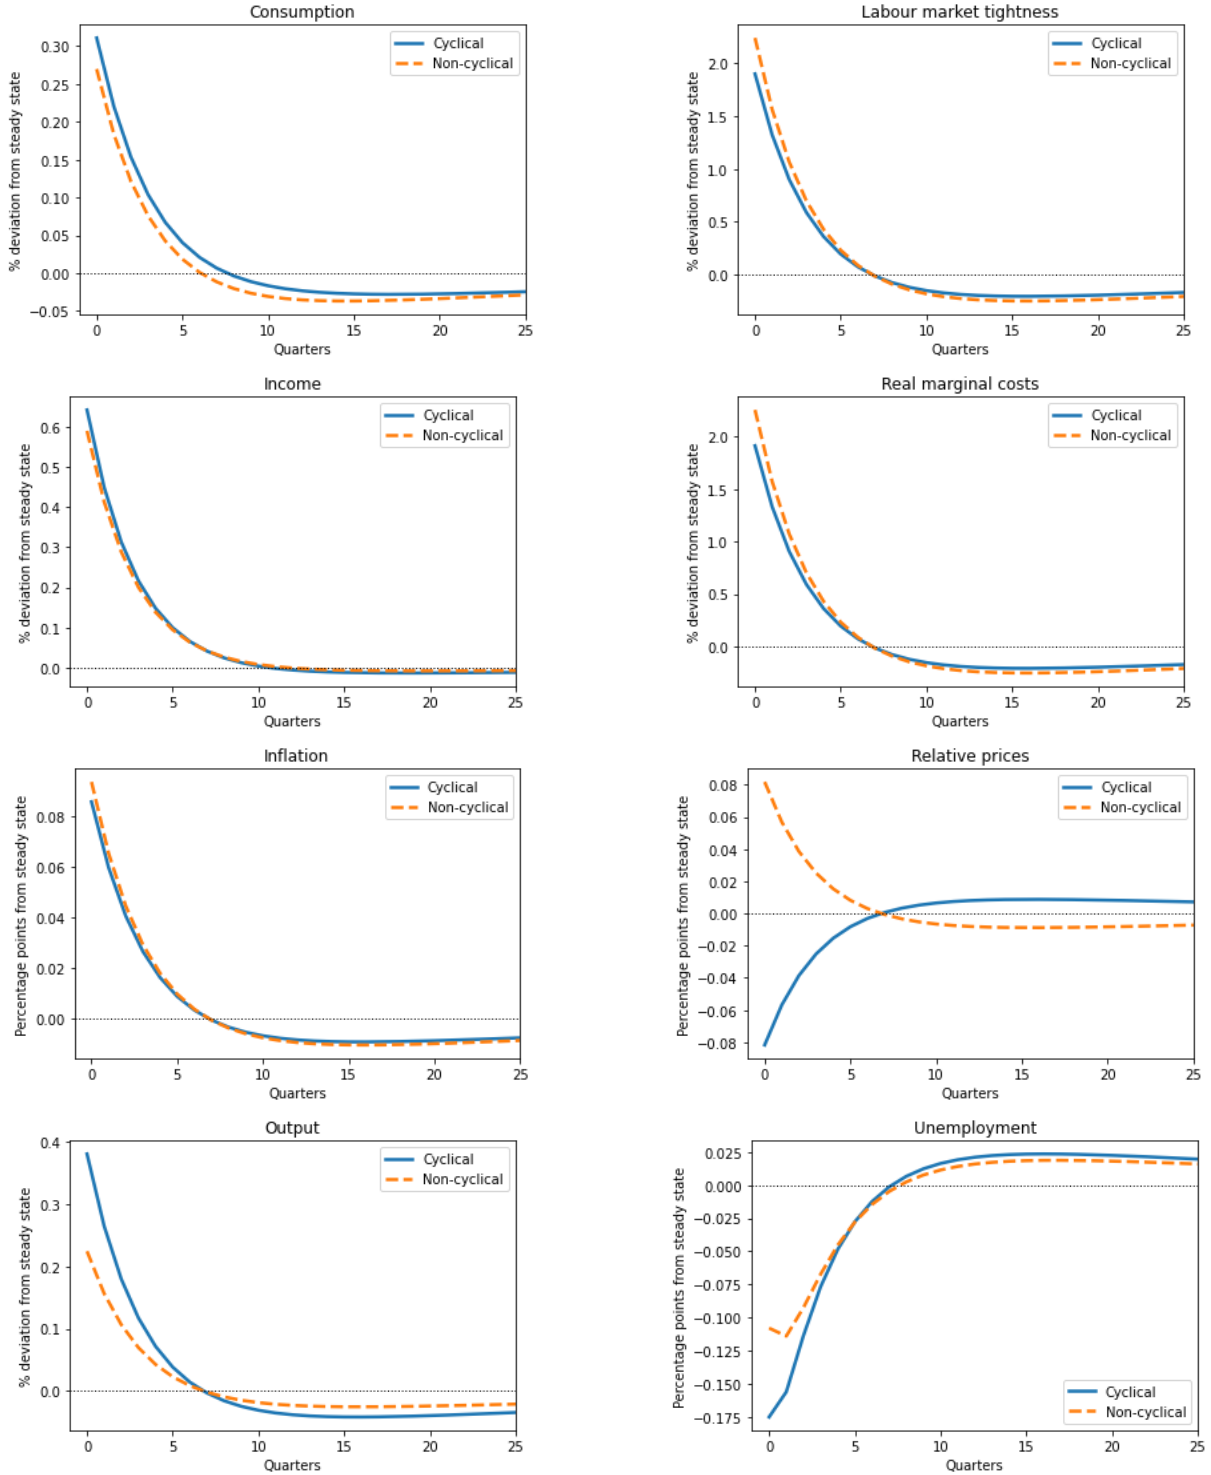 Consumption
% deviation from steady state
0.30
0.25
0.20
0.15
0.10
0.05
0.00
−0.05
Cyclical
Non-cyclical
0 5 10 15 20 25
Quarters
Labour market tightness
% deviation from steady state
2.0
1.5
1.0
0.5
0.0
Cyclical
Non-cyclical
0 5 10 15 20 25
Quarters
Income
% deviation from steady state
0.6
0.5
0.4
0.3
0.2
0.1
0.0
Cyclical
Non-cyclical
0 5 10 15 20 25
Quarters
Real marginal costs
% deviation from steady state
2.0
1.5
1.0
0.5
0.0
Cyclical
Non-cyclical
0 5 10 15 20 25
Quarters
Inflation
Percentage points from steady state
0.08
0.06
0.04
0.02
0.00
Cyclical
Non-cyclical
0 5 10 15 20 25
Quarters
Relative prices
Percentage points from steady state
0.08
0.06
0.04
0.02
0.00
−0.02
−0.04
−0.06
−0.08
Cyclical
Non-cyclical
0 5 10 15 20 25
Quarters
Output
% deviation from steady state
0.4
0.3
0.2
0.1
0.0
Cyclical
Non-cyclical
0 5 10 15 20 25
Quarters
Unemployment
Percentage points from steady state
0.025
0.000
−0.025
−0.050
−0.075
−0.100
−0.125
−0.150
−0.175
Cyclical
Non-cyclical
0 5 10 15 20 25
Quarters